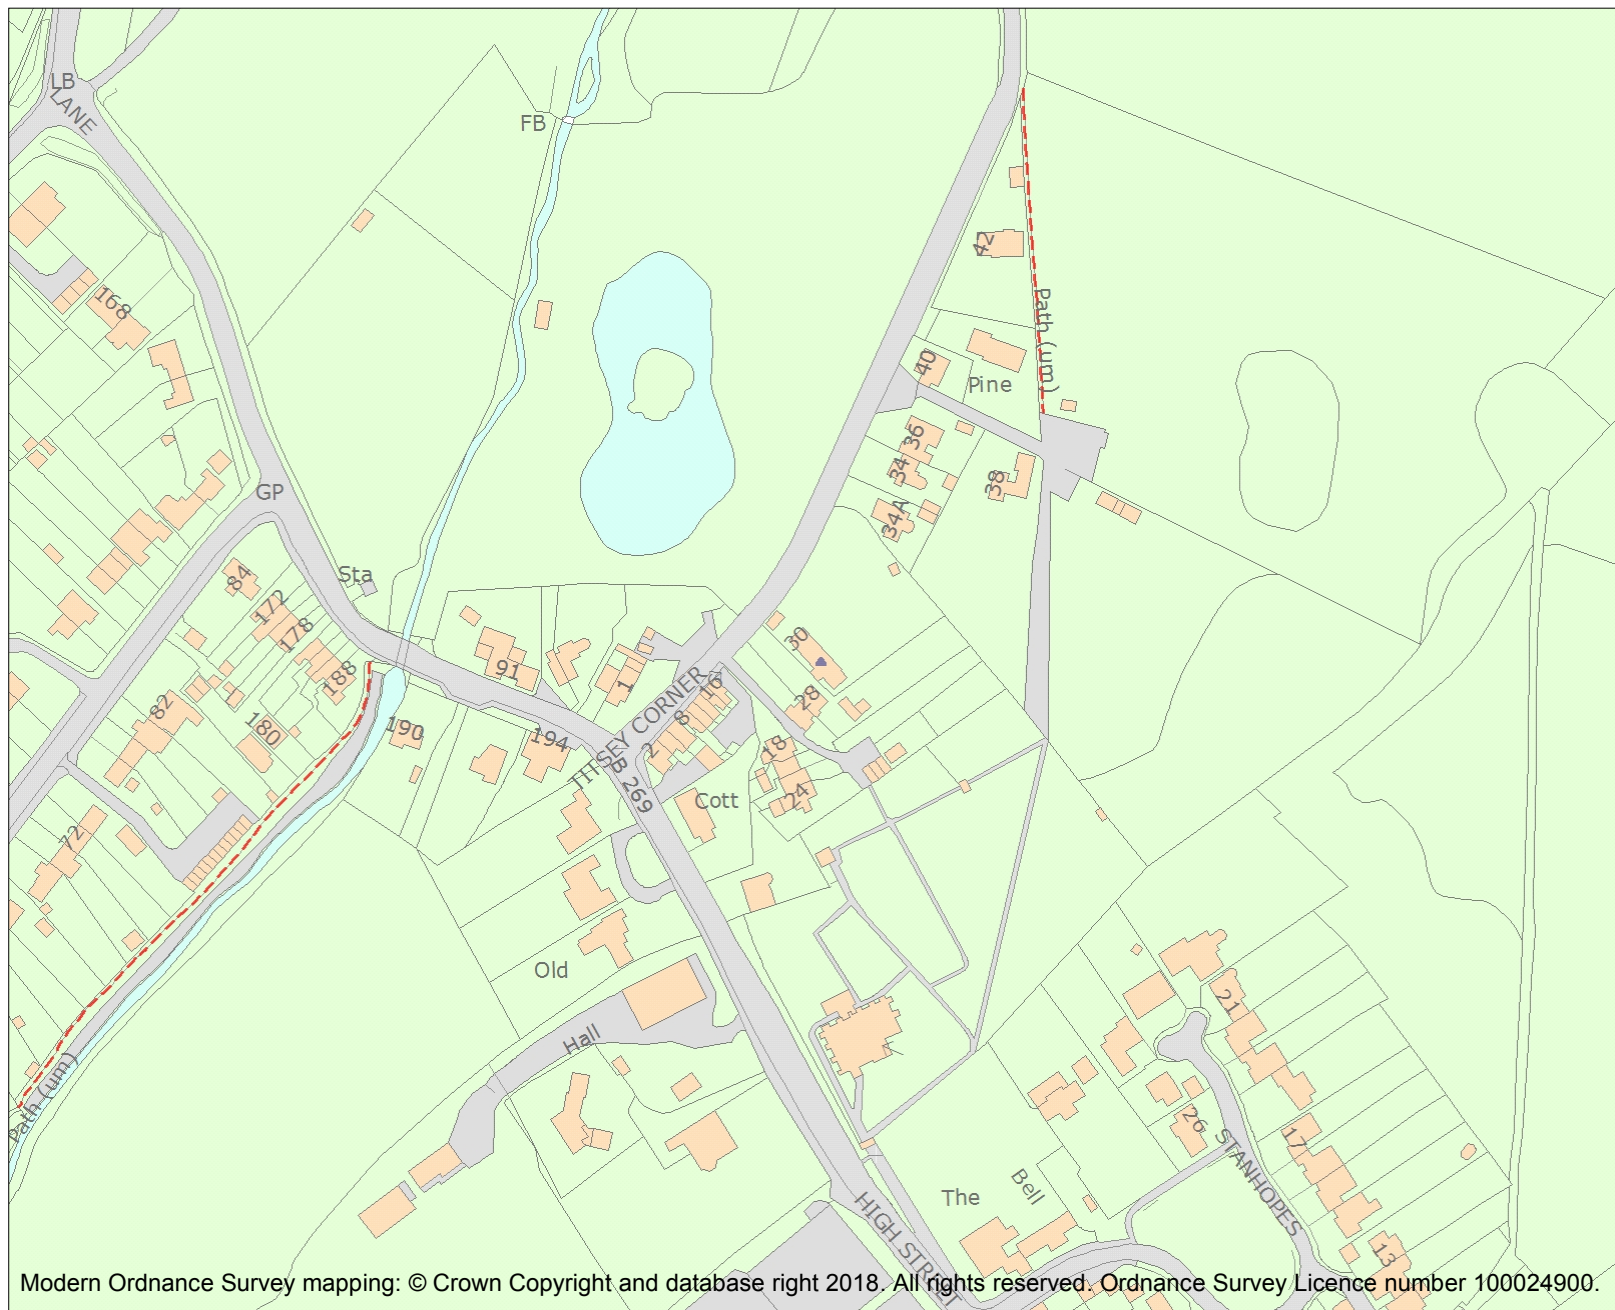 LB
LANE
FB
42
168
Path (um)
40
Pine
36
34
38
GP
34A
Sta
84
172
30
178
91
188
1
16
28
82
TITSEY CORNER
8
190
180
194
18
2
B 269
24
Cott
72
Old
21
Hall
Path (um)
26
17
STANHOPES
Bell
The
HIGH STREET
13
Modern Ordnance Survey mapping: © Crown Copyright and database right 2018. All rights reserved. Ordnance Survey Licence number 100024900.